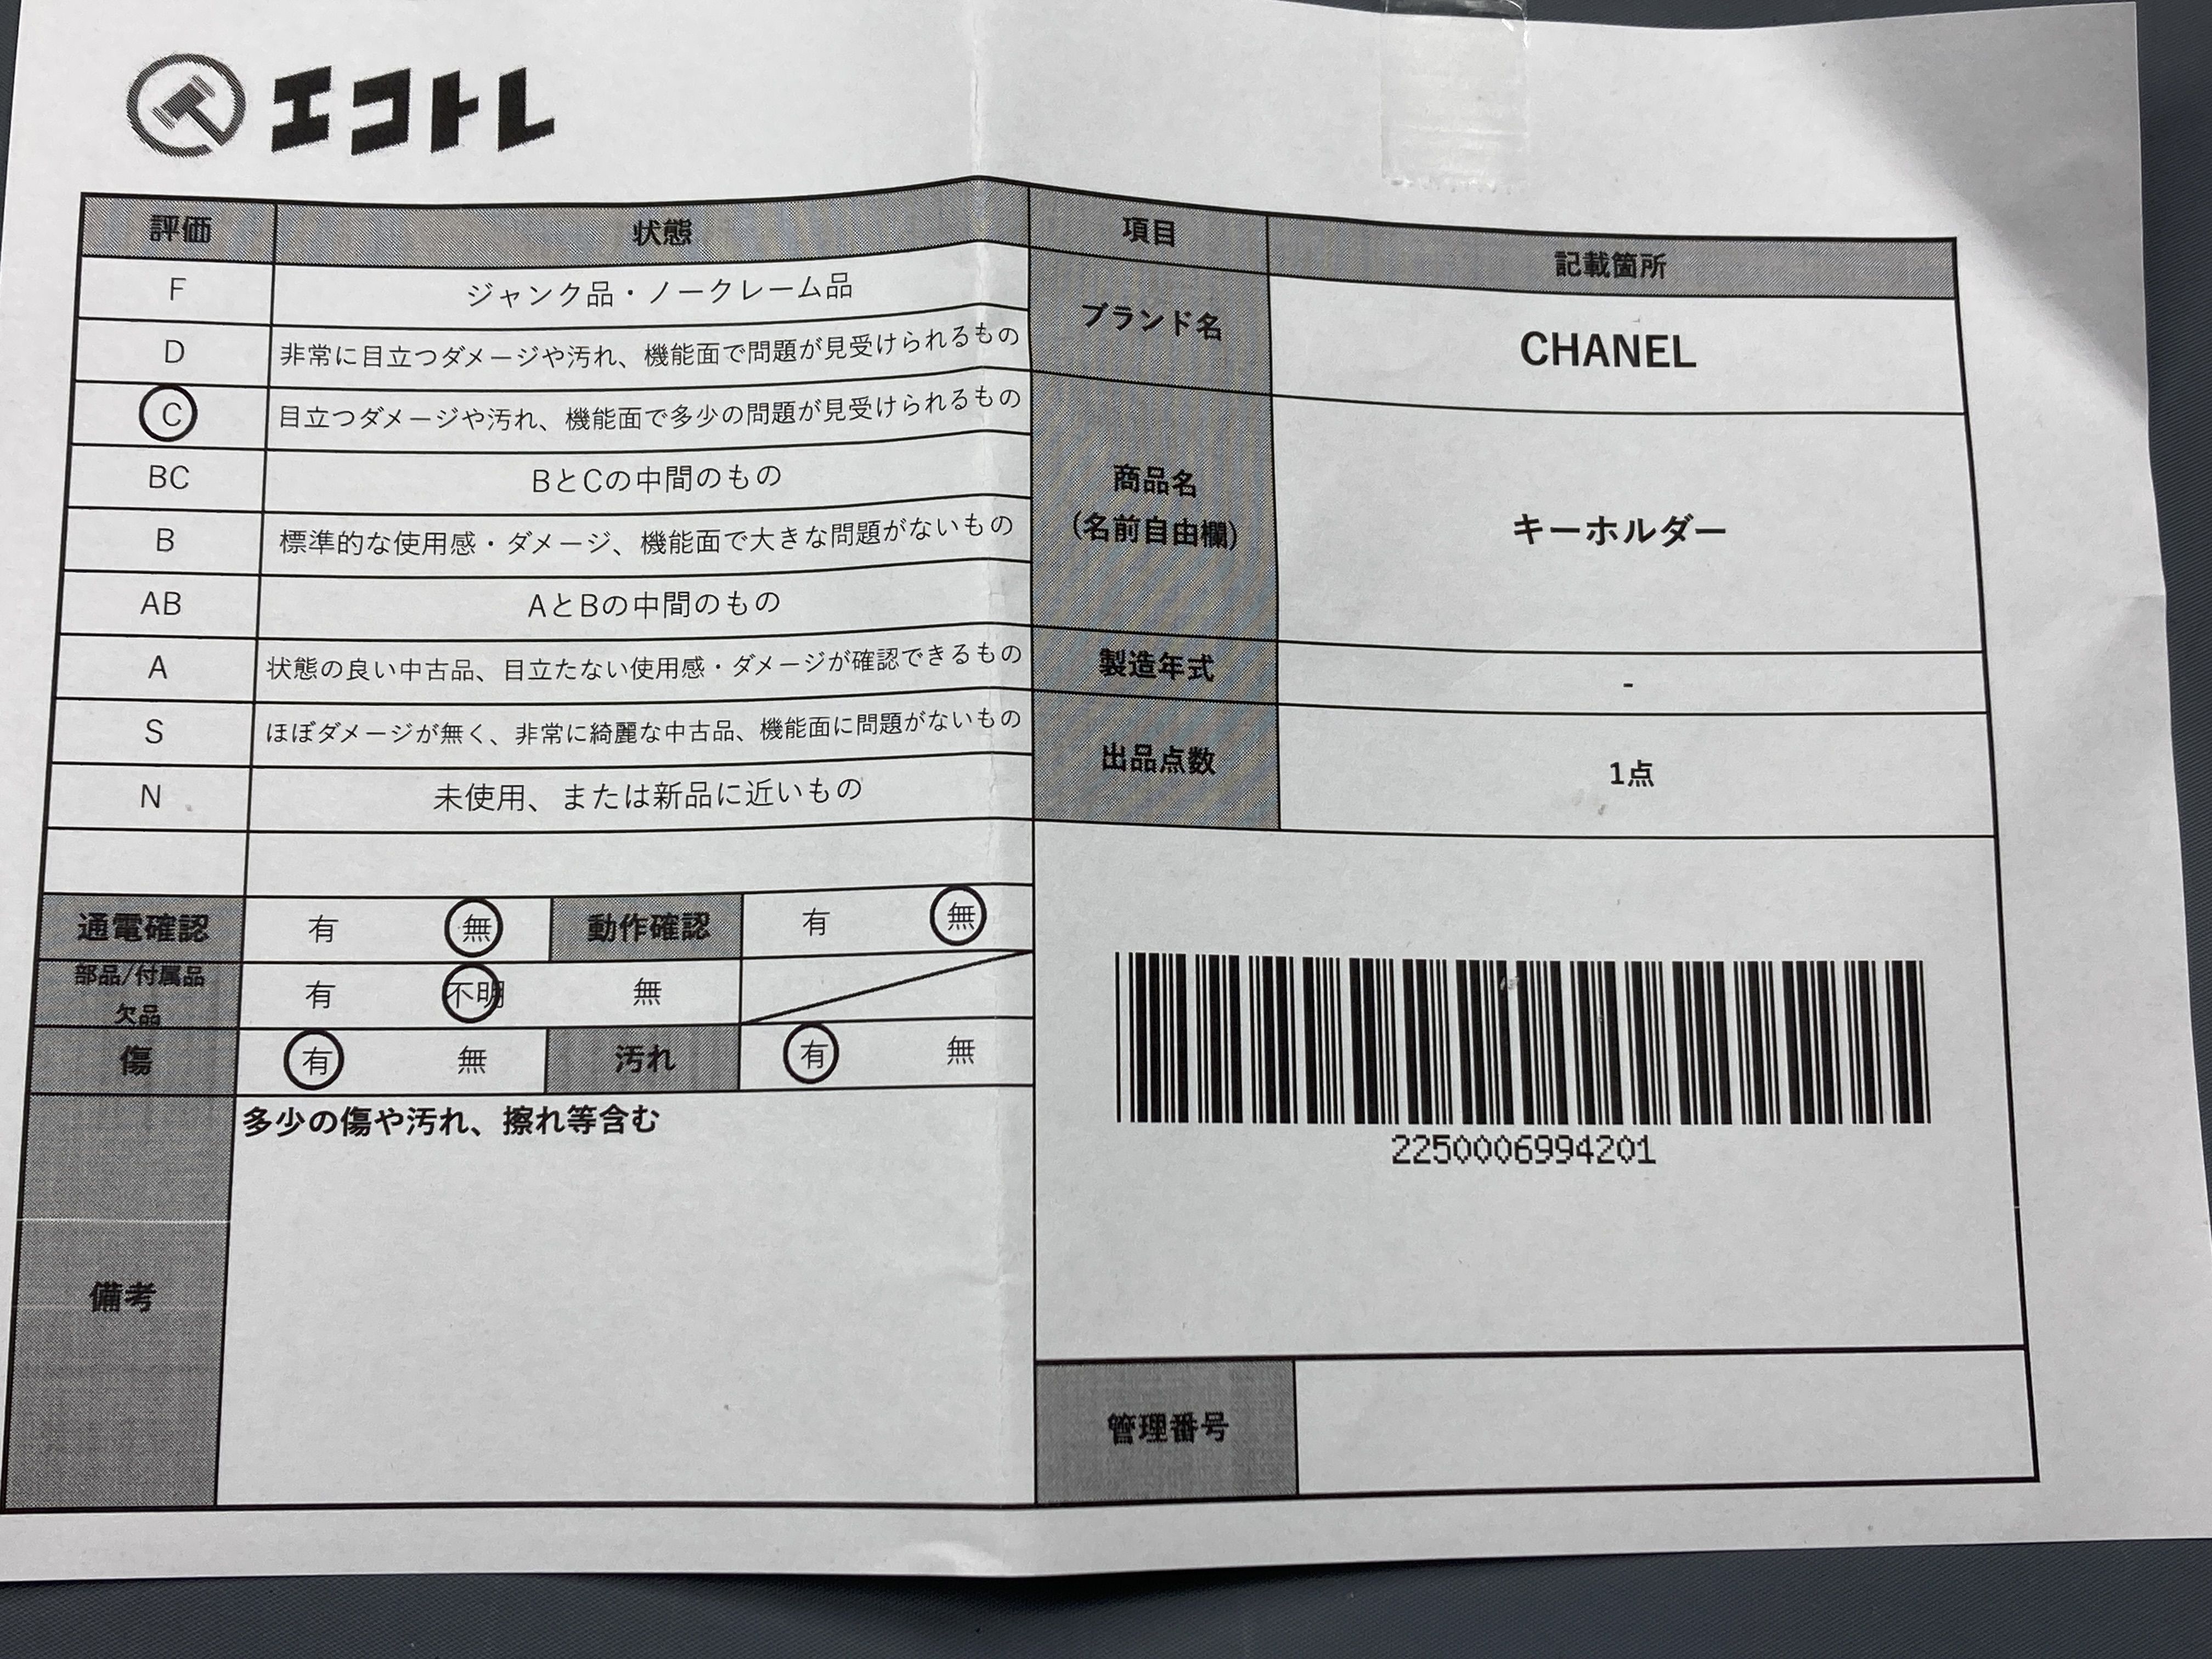 エコトレ
評価 状態
F ジャンク品・ノークレーム品
D 非常に目立つダメージや汚れ、機能面で問題が見受けられるもの
C 目立つダメージや汚れ、機能面で多少の問題が見受けられるもの
BC BとCの中間のもの
B 標準的な使用感・ダメージ、機能面で大きな問題がないもの
AB AとBの中間のもの
A 状態の良い中古品、目立たない使用感・ダメージが確認できるもの
S ほぼダメージが無く、非常に綺麗な中古品、機能面に問題がないもの
N 未使用、または新品に近いもの
通電確認 有 無 動作確認 有 無
部品/付属品
欠品 有 不明 無
傷 有 無 汚れ 有 無
備考 多少の傷や汚れ、擦れ等含む
項目 記載箇所
ブランド名 CHANEL
商品名
(名前自由欄) キーホルダー
製造年式 -
出品点数 1点
2250006994201
管理番号